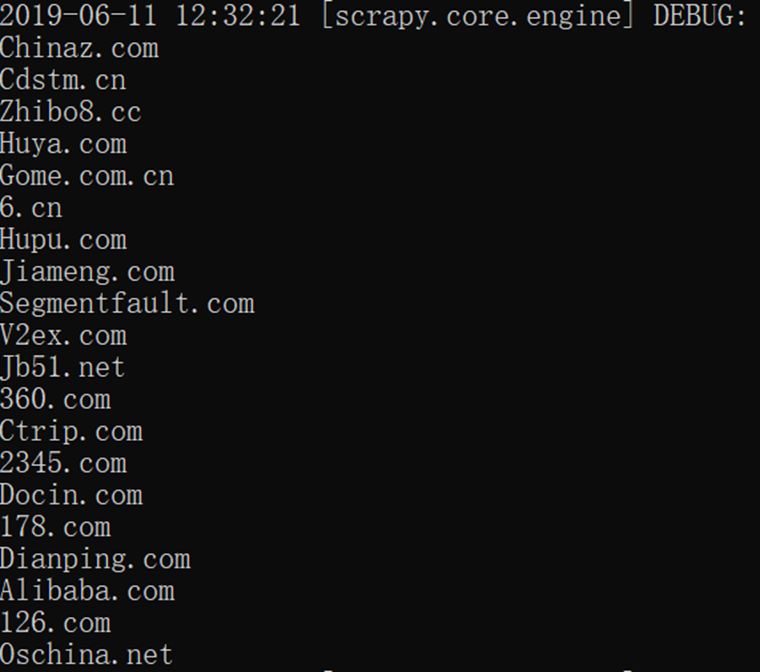 2019-06-11 12:32:21 [scrapy.core.engine] DEBUG:
Chinaz.com
Cdstm.cn
Zhibo8.cc
Huya.com
Gome.com.cn
6.cn
Hupu.com
Jiameng.com
Segmentfault.com
V2ex.com
Jb51.net
360.com
Ctrip.com
2345.com
Docin.com
178.com
Dianping.com
Alibaba.com
126.com
Oschina.net